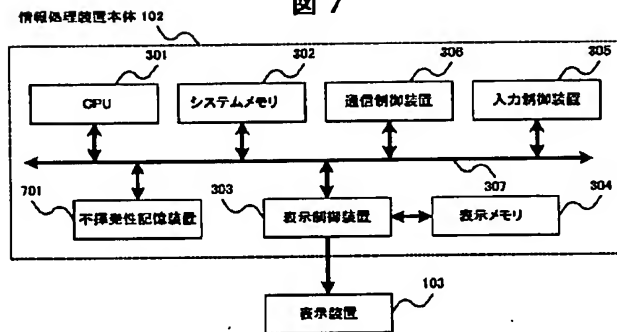 図 7
情報処理装置本体 102
301
302
306
305
CPU
システムメモリ
通信制御装置
入力制御装置
307
701
不揮発性記憶装置
303
表示制御装置
表示メモリ
304
表示装置
103